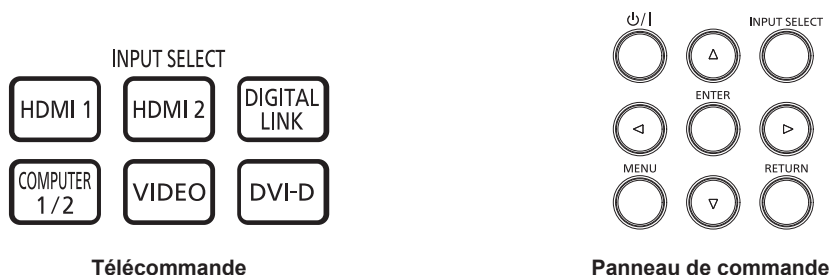 INPUT SELECT
HDMI 1
HDMI 2
DIGITAL
LINK
COMPUTER
1/2
VIDEO
DVI-D
Télécommande
⏻/|
INPUT SELECT
ENTER
MENU
RETURN
Panneau de commande